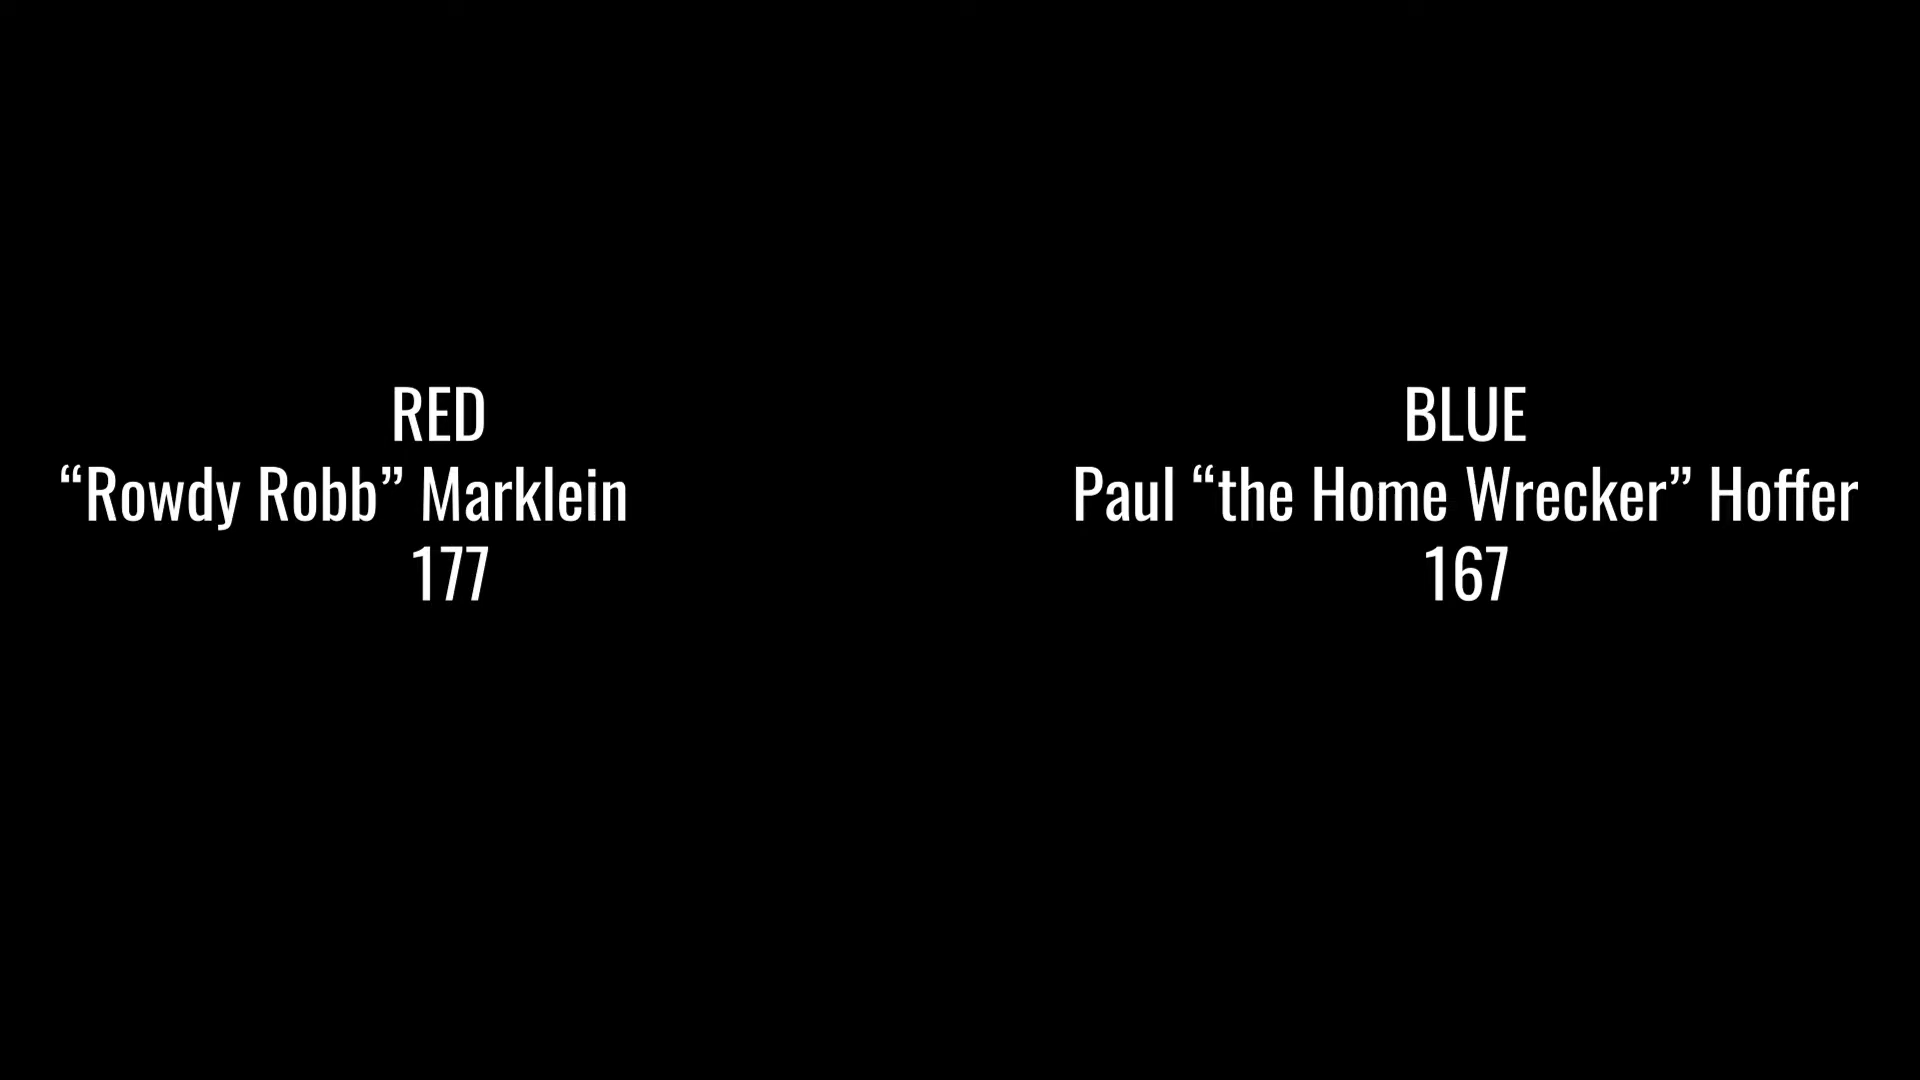 RED
“Rowdy Robb” Marklein
177
BLUE
Paul “the Home Wrecker” Hoffer
167